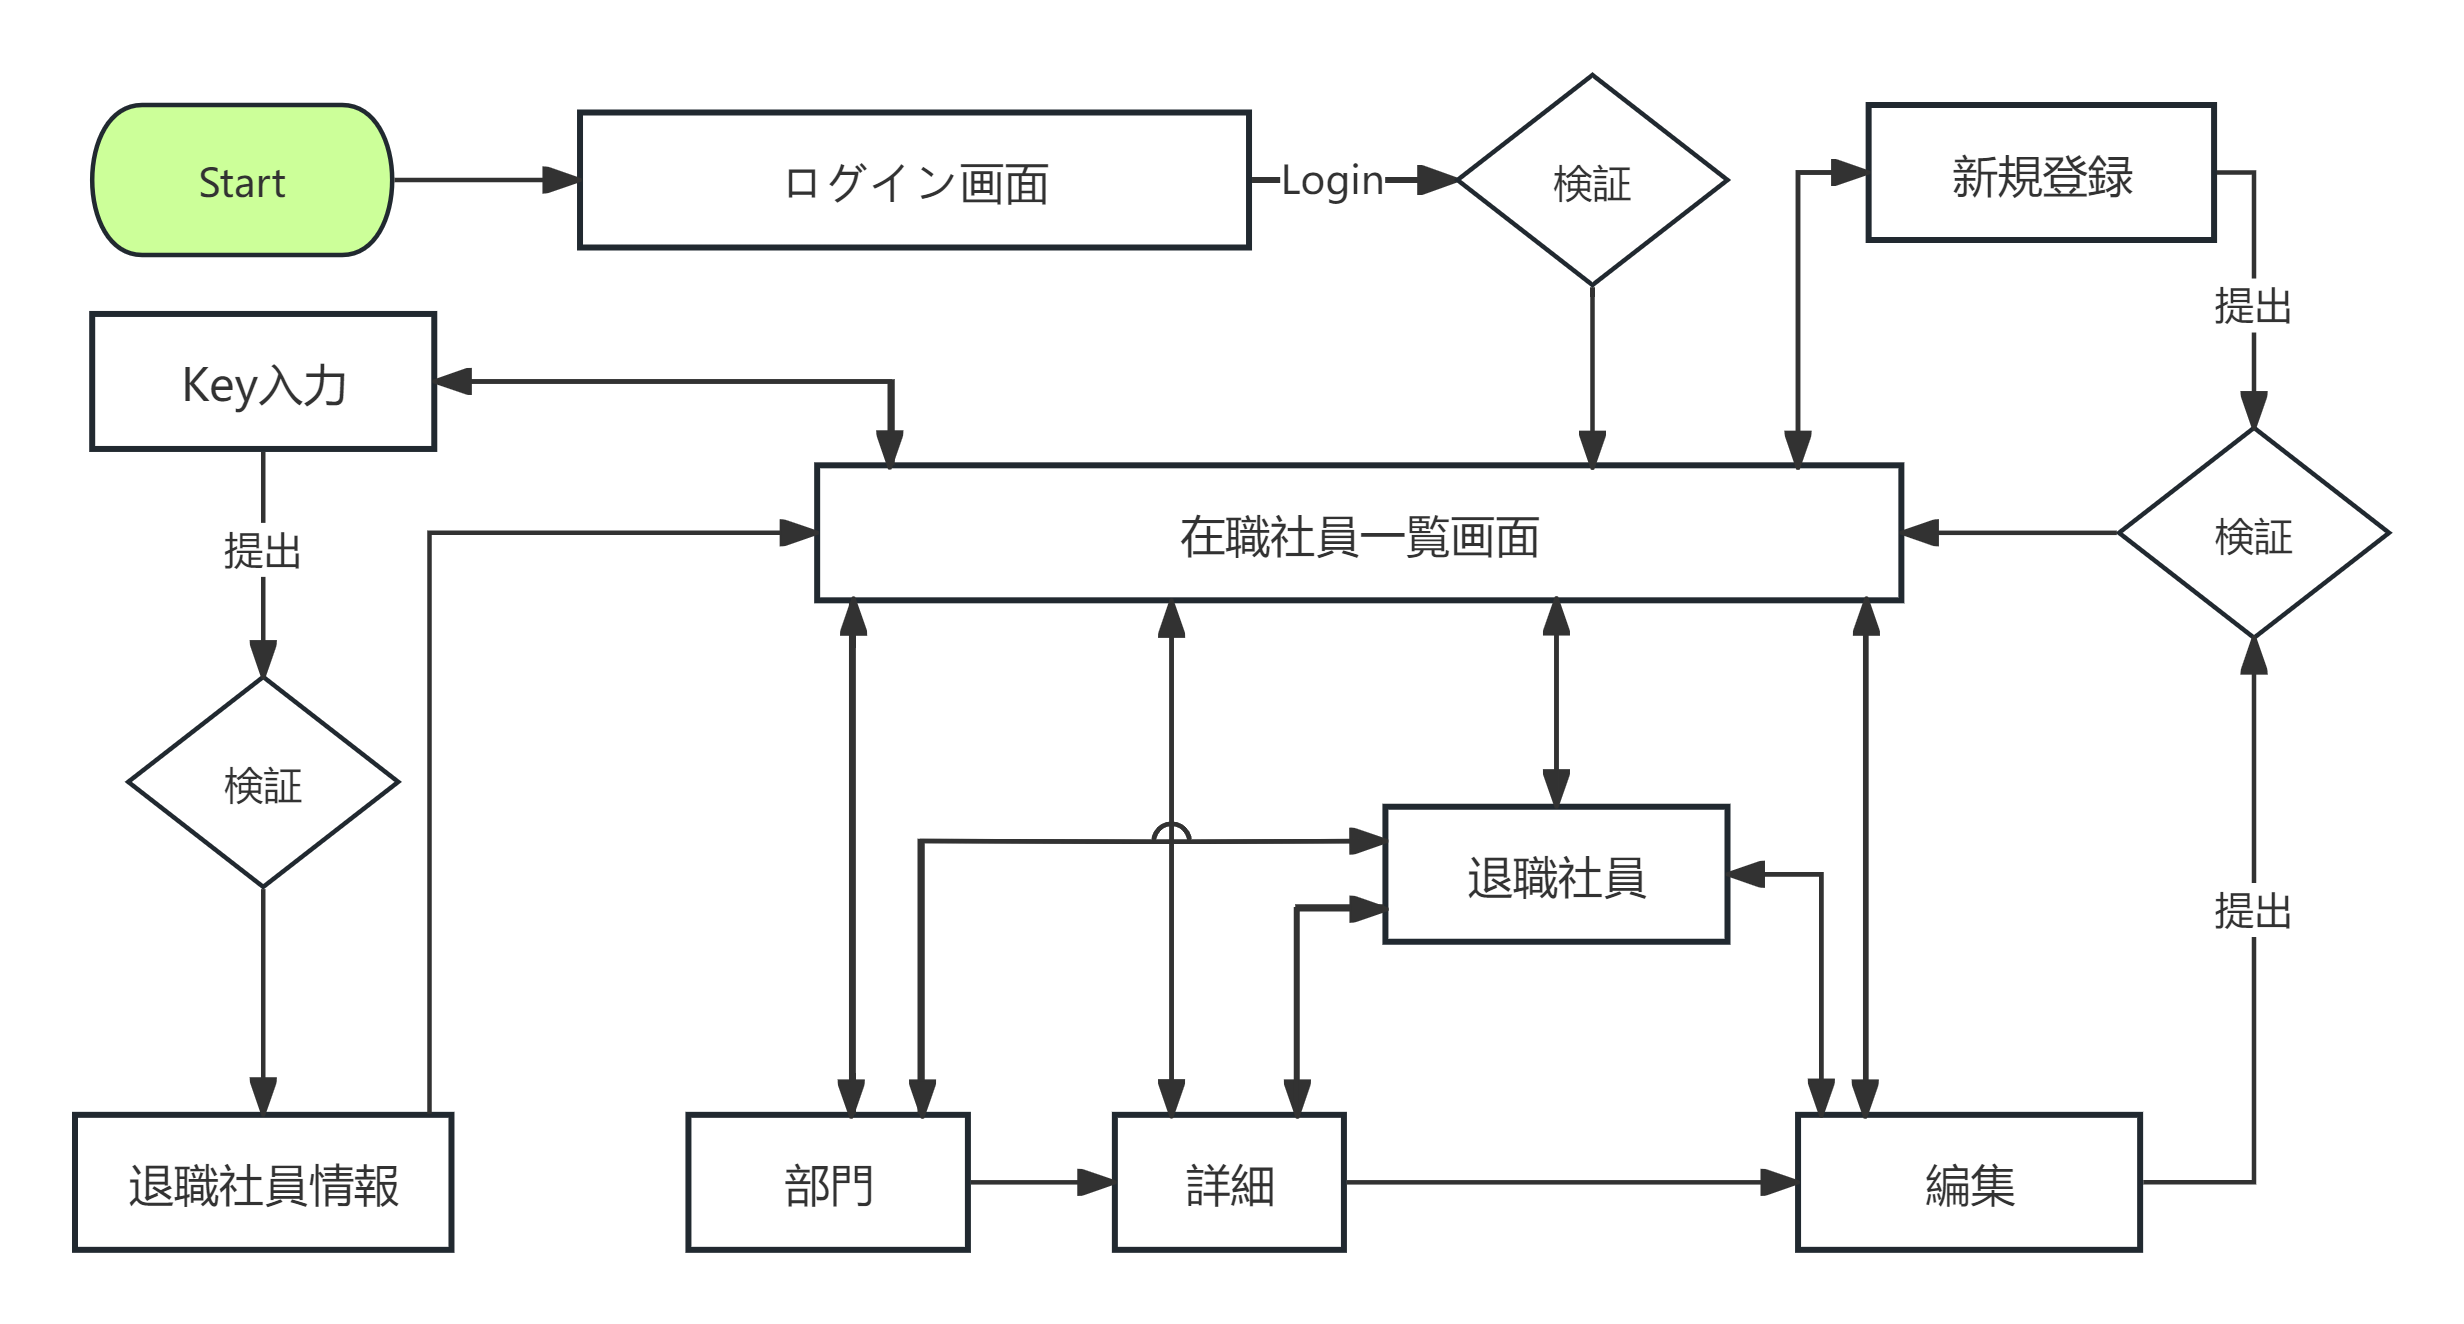 Start
ログイン画面
Login
検証
新規登録
提出
Key入力
提出
在職社員一覧画面
検証
検証
退職社員
提出
退職社員情報
部門
詳細
編集